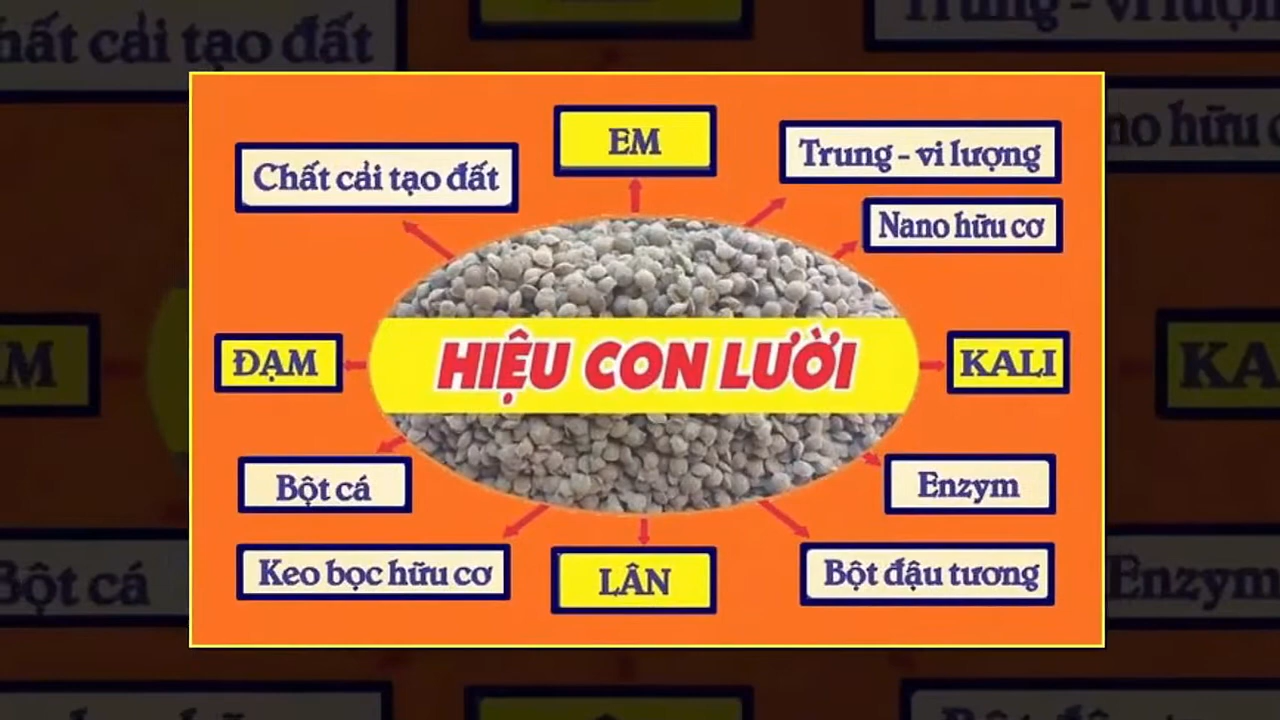 EM
Chất cải tạo đất
Trung - vi lượng
Nano hữu cơ
ĐẠM
HIỆU CON LƯỜI
KALI
Bột cá
Enzym
Keo bọc hữu cơ
LÂN
Bột đậu tương